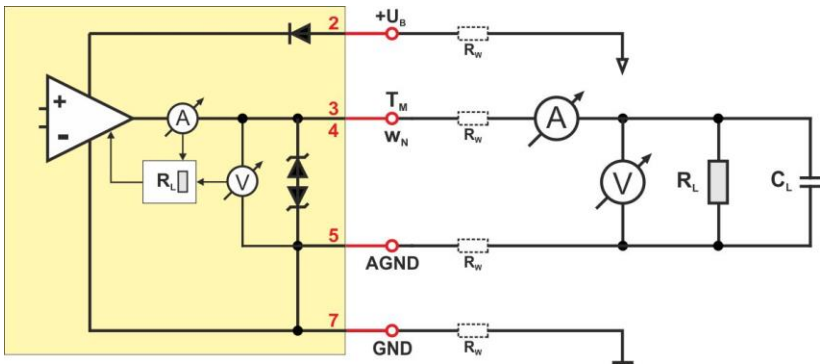 2 +U_B
R_W
+
-
A
3 T_M
4 W_N
R_W
A
R_L
V
V
R_L
C_L
5
AGND
R_W
7
GND
R_W